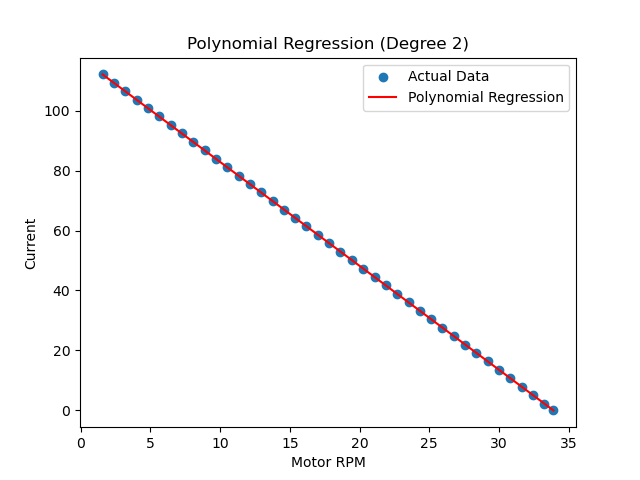 Polynomial Regression (Degree 2)
Actual Data
Polynomial Regression
Current
100
80
60
40
20
0
0 5 10 15 20 25 30 35
Motor RPM